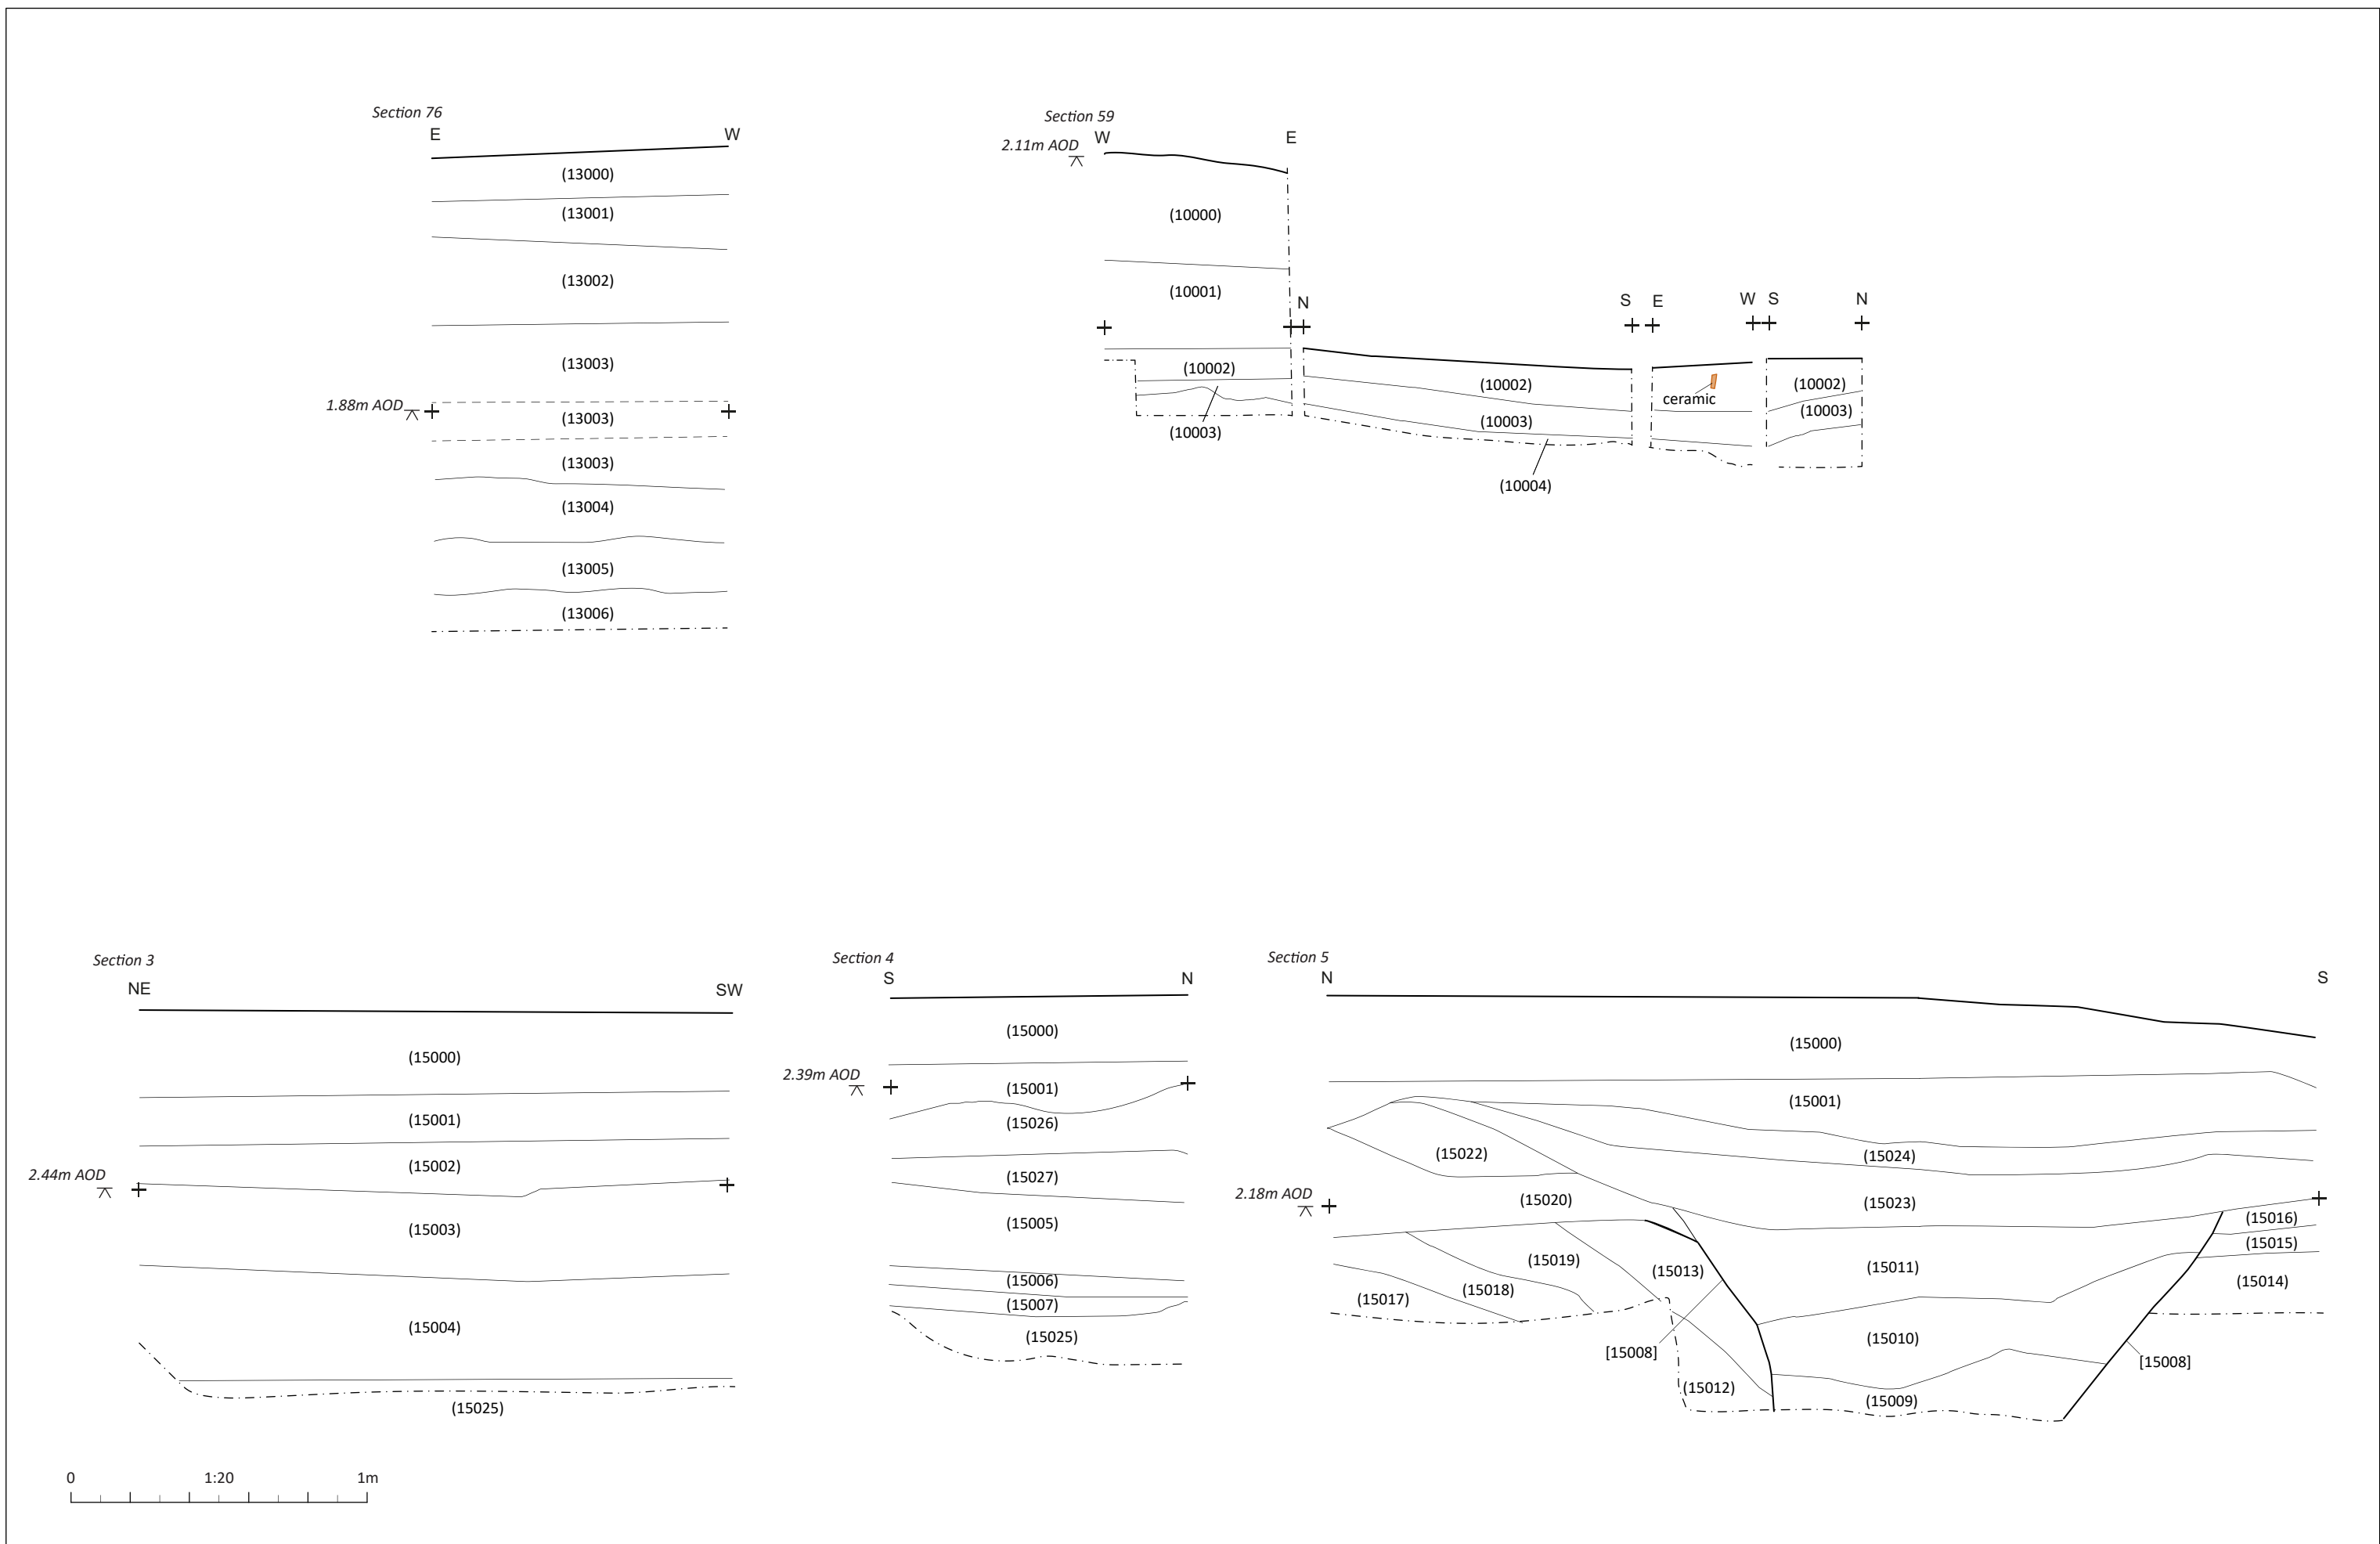 Section 76
E W
(13000)
(13001)
(13002)
(13003)
1.88m AOD
(13003)
(13003)
(13004)
(13005)
(13006)
Section 59
W E
2.11m AOD
(10000)
(10001)
N S E W S N
(10002)
(10003)
(10002)
(10003)
(10004)
ceramic
(10002)
(10003)
Section 3
NE SW
(15000)
(15001)
(15002)
2.44m AOD
(15003)
(15004)
(15025)
Section 4
S N
(15000)
2.39m AOD
(15001)
(15026)
(15027)
(15005)
(15006)
(15007)
(15025)
Section 5
N S
(15000)
(15001)
(15022)
(15024)
2.18m AOD
(15020)
(15023)
(15016)
(15015)
(15019)
(15013)
(15011)
(15014)
(15018)
(15017)
(15010)
[15008]
[15008]
(15012)
(15009)
0 1:20 1m